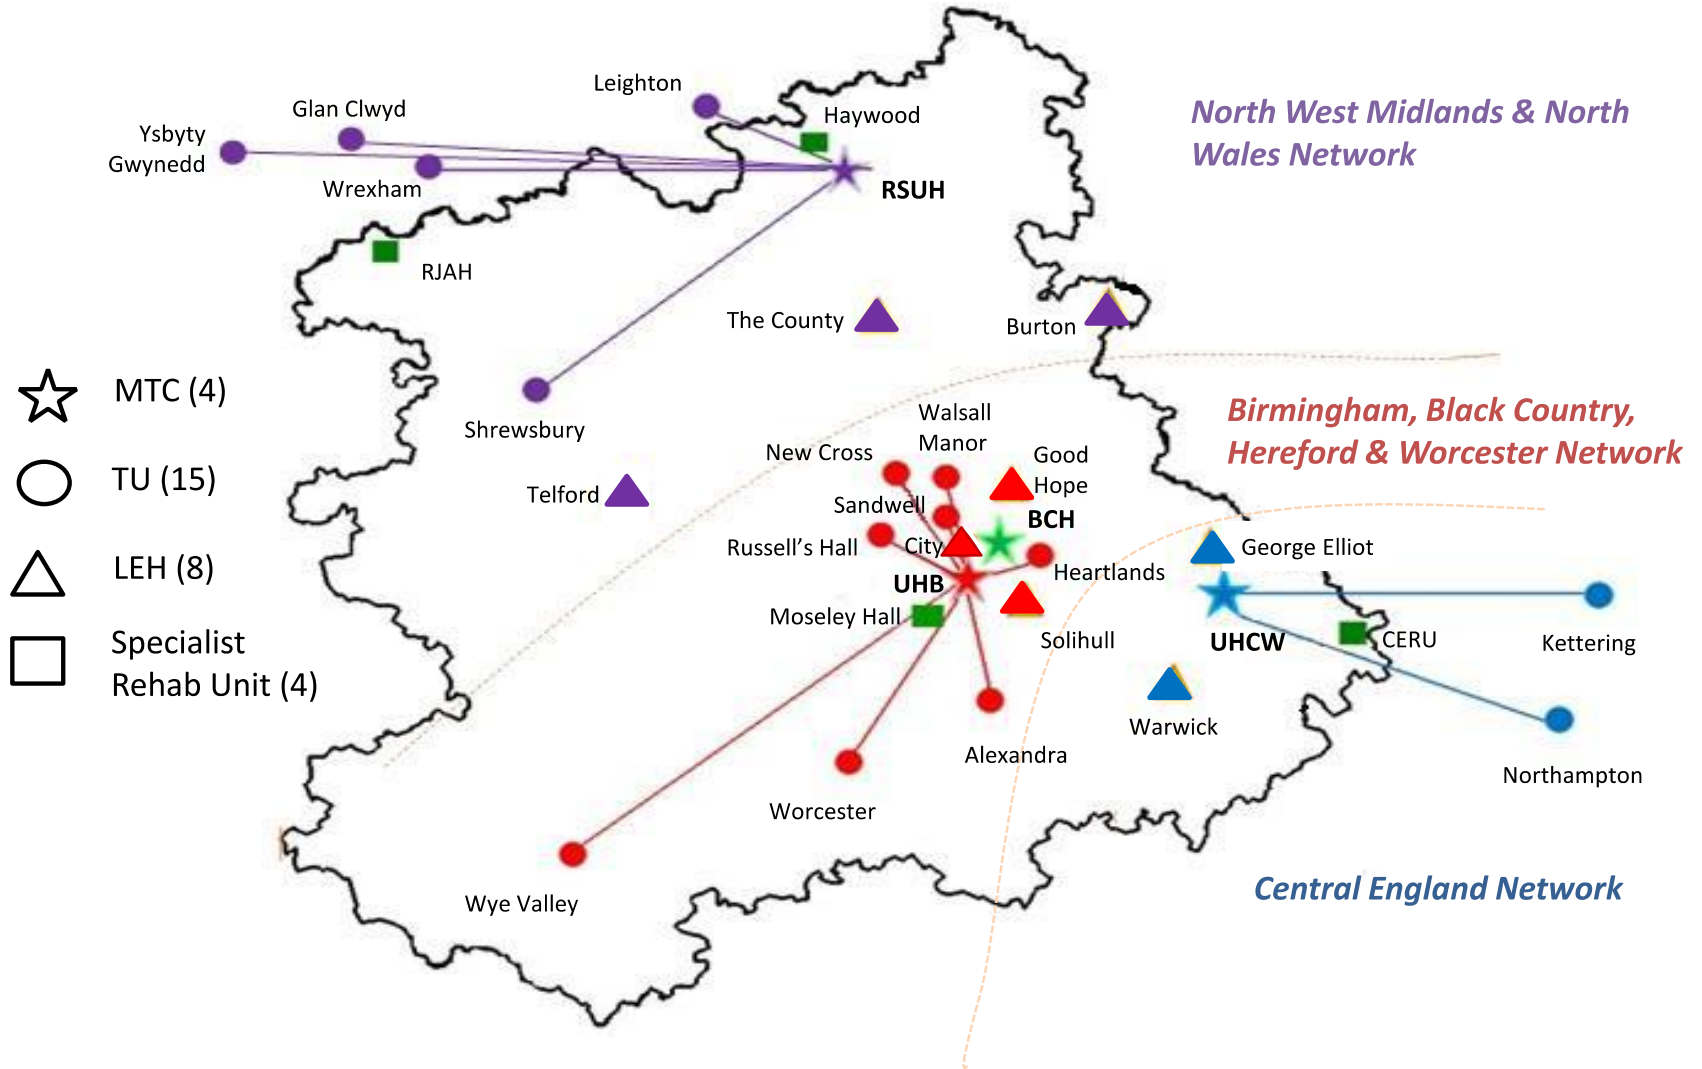 Leighton
Haywood
Glan Clwyd
Ysbyty
Gwynedd
Wrexham
RSUH
RJAH
North West Midlands & North
Wales Network
The County
Burton
MTC (4)
TU (15)
LEH (8)
Specialist
Rehab Unit (4)
Shrewsbury
Telford
Birmingham, Black Country,
Hereford & Worcester Network
Walsall
Manor
New Cross
Good
Hope
Sandwell
BCH
Russell's Hall
City
George Elliot
UHB
Heartlands
Moseley Hall
Solihull
UHCW
CERU
Kettering
Warwick
Alexandra
Northampton
Worcester
Wye Valley
Central England Network